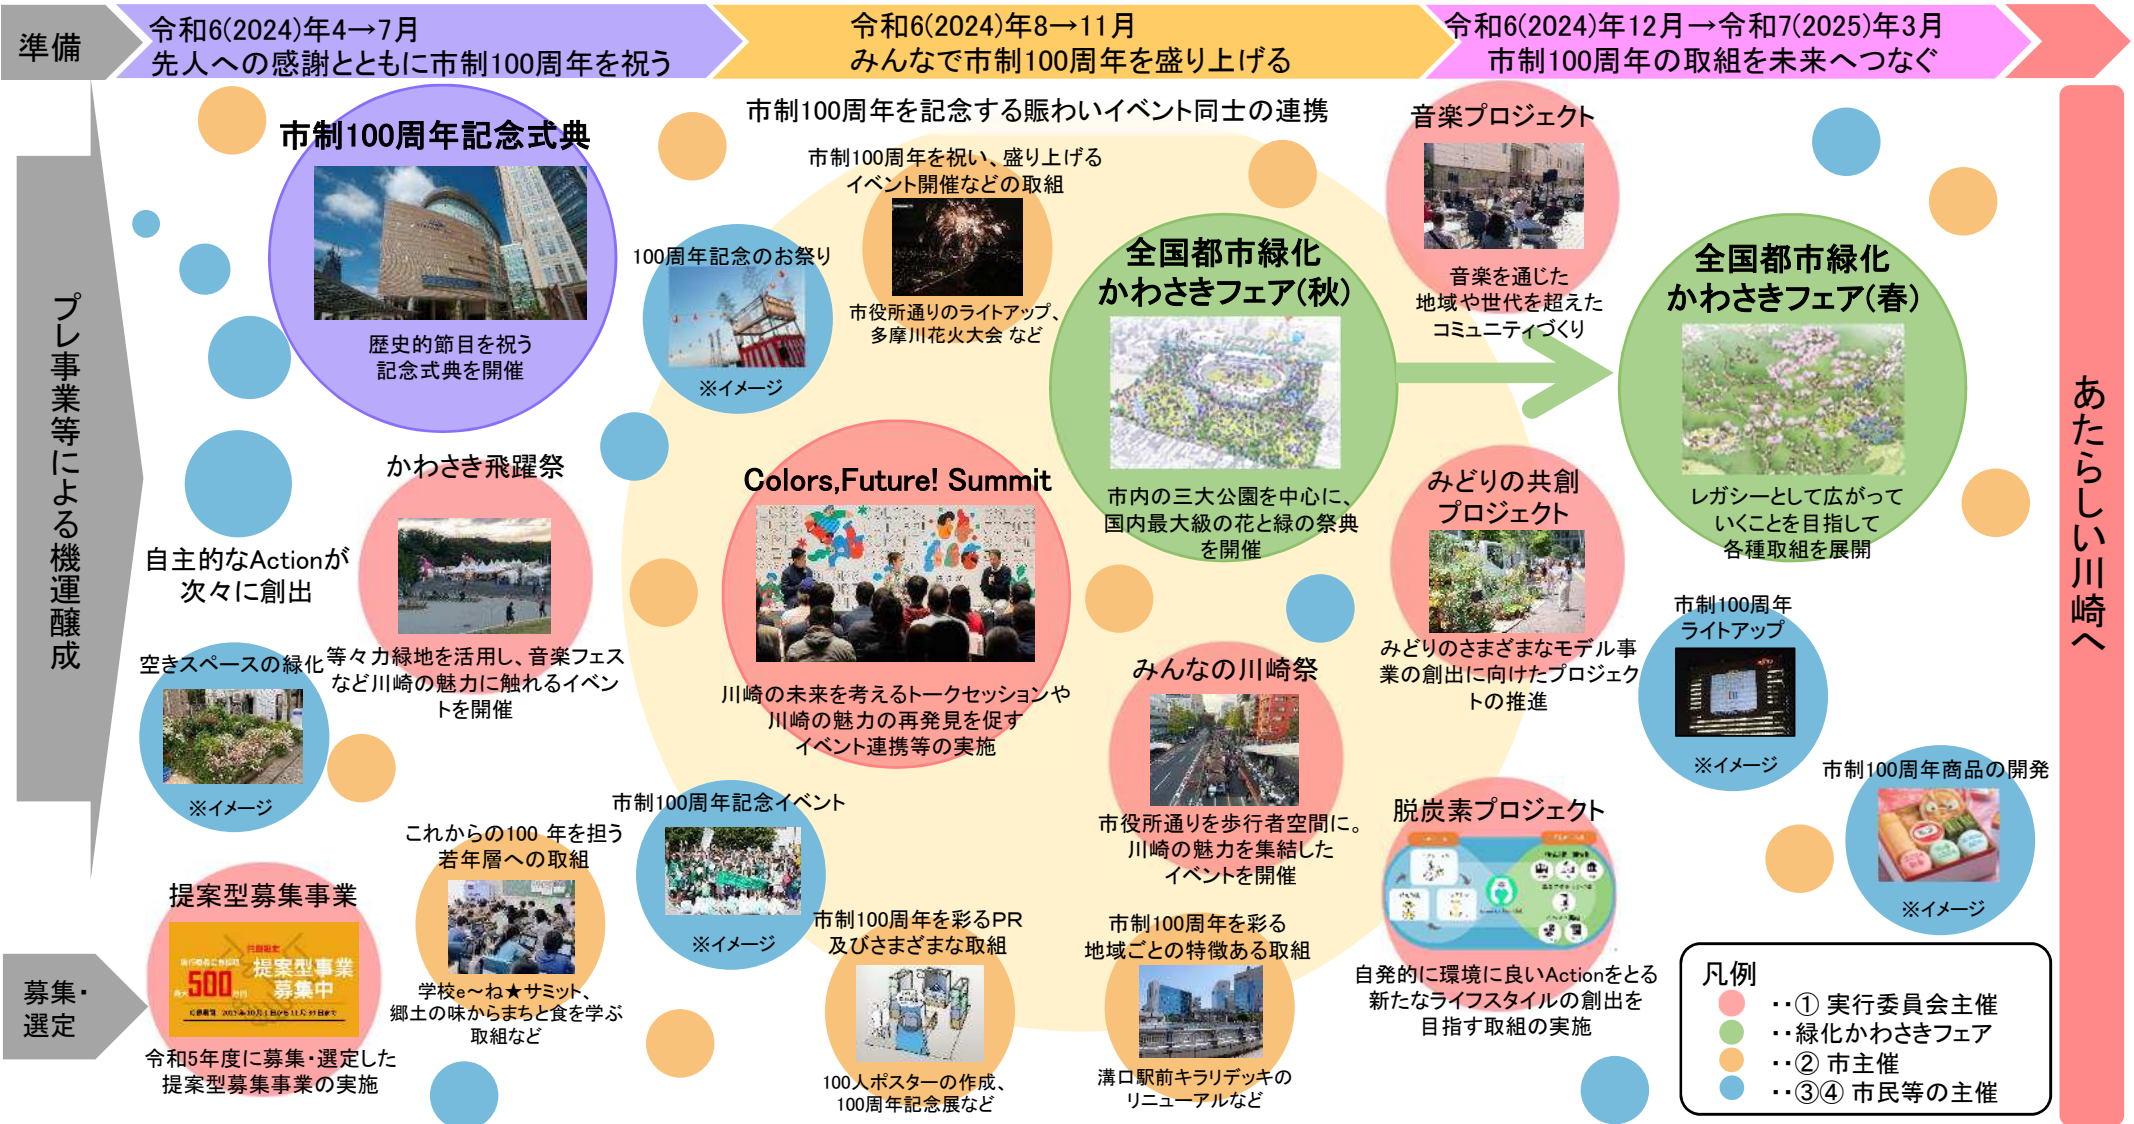 準備
令和6(2024)年4→7月
先人への感謝とともに市制100周年を祝う
令和6(2024)年8→11月
みんなで市制100周年を盛り上げる
令和6(2024)年12月→令和7(2025)年3月
市制100周年の取組を未来へつなぐ
プレ事業等による機運醸成
募集・
選定
市制100周年記念式典
歴史的節目を祝う
記念式典を開催
自主的なActionが
次々に創出
かわさき飛躍祭
等々力緑地を活用し、音楽フェス
など川崎の魅力に触れるイベン
トを開催
空きスペースの緑化
※イメージ
提案型募集事業
500
提案型事業
募集中
令和5年度に募集・選定した
提案型募集事業の実施
これからの100 年を担う
若年層への取組
学校e～ね★サミット、
郷土の味からまちと食を学ぶ
取組など
市制100周年を記念する賑わいイベント同士の連携
市制100周年を祝い、盛り上げる
イベント開催などの取組
市役所通りのライトアップ、
多摩川花火大会 など
100周年記念のお祭り
※イメージ
全国都市緑化
かわさきフェア(秋)
市内の三大公園を中心に、
国内最大級の花と緑の祭典
を開催
Colors,Future! Summit
川崎の未来を考えるトークセッションや
川崎の魅力の再発見を促す
イベント連携等の実施
市制100周年記念イベント
※イメージ
みんなの川崎祭
市役所通りを歩行者空間に。
川崎の魅力を集結した
イベントを開催
市制100周年を彩るPR
及びさまざまな取組
100人ポスターの作成、
100周年記念展など
市制100周年を彩る
地域ごとの特徴ある取組
溝口駅前キラリデッキの
リニューアルなど
音楽プロジェクト
音楽を通じた
地域や世代を超えた
コミュニティづくり
全国都市緑化
かわさきフェア(春)
レガシーとして広がって
いくことを目指して
各種取組を展開
みどりの共創
プロジェクト
みどりのさまざまなモデル事
業の創出に向けたプロジェク
トの推進
市制100周年
ライトアップ
※イメージ
市制100周年商品の開発
※イメージ
脱炭素プロジェクト
自発的に環境に良いActionをとる
新たなライフスタイルの創出を
目指す取組の実施
凡例
‥① 実行委員会主催
‥緑化かわさきフェア
‥② 市主催
‥③④ 市民等の主催
あたらしい川崎へ